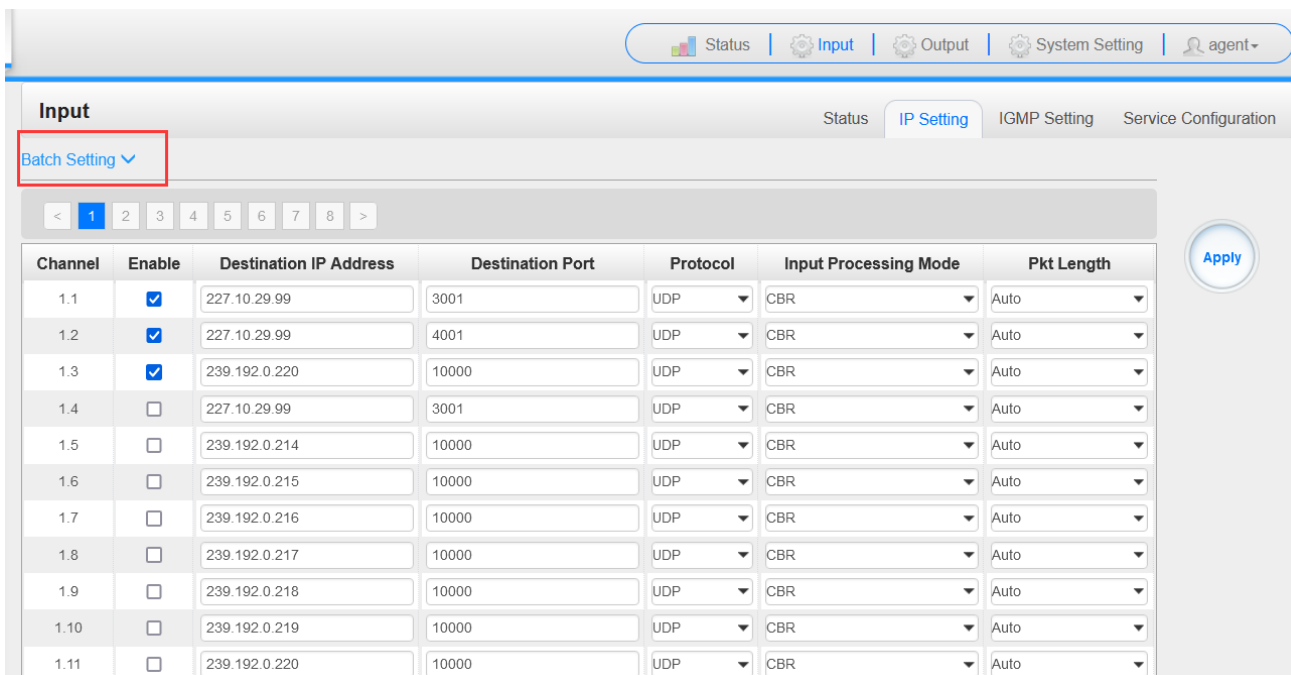 Status Input Output System Setting agent
Input Status IP Setting IGMP Setting Service Configuration
Batch Setting
< 1 2 3 4 5 6 7 8 >
Channel Enable Destination IP Address Destination Port Protocol Input Processing Mode Pkt Length Apply
1.1 227.10.29.99 3001 UDP CBR Auto
1.2 227.10.29.99 4001 UDP CBR Auto
1.3 239.192.0.220 10000 UDP CBR Auto
1.4 227.10.29.99 3001 UDP CBR Auto
1.5 239.192.0.214 10000 UDP CBR Auto
1.6 239.192.0.215 10000 UDP CBR Auto
1.7 239.192.0.216 10000 UDP CBR Auto
1.8 239.192.0.217 10000 UDP CBR Auto
1.9 239.192.0.218 10000 UDP CBR Auto
1.10 239.192.0.219 10000 UDP CBR Auto
1.11 239.192.0.220 10000 UDP CBR Auto